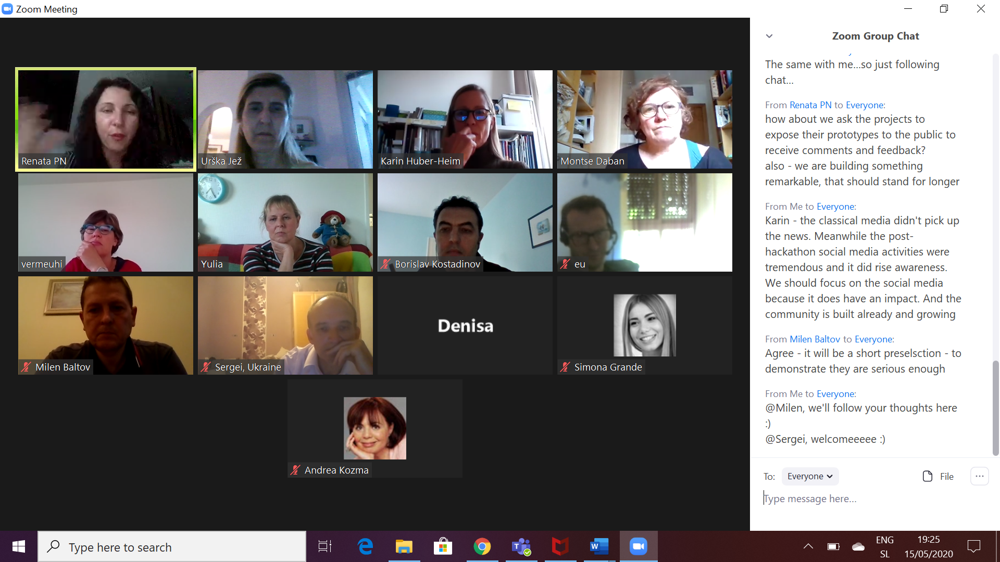 Zoom Meeting
Zoom Group Chat
The same with me...so just following
chat...
From Renata PN to Everyone:
how about we ask the projects to
expose their prototypes to the public to
receive comments and feedback?
also - we are building something
remarkable, that should stand for longer
From Me to Everyone:
Karin - the classical media didn't pick up
the news. Meanwhile the post-
hackathon social media activities were
tremendous and it did rise awareness.
We should focus on the social media
because it does have an impact. And the
community is built already and growing
From Milen Baltov to Everyone:
Agree - it will be a short preselsction - to
demonstrate they are serious enough
From Me to Everyone:
@Milen, we'll follow your thoughts here
:)
@Sergei, welcomeeeee :)
To: Everyone File
Type message here...
Renata PN
Urška Jež
Karin Huber-Heim
Montse Daban
vermeuhi
Yulia
Borislav Kostadinov
eu
Milen Baltov
Sergei, Ukraine
Denisa
Simona Grande
Andrea Kozma
Type here to search
ENG
SL
19:25
15/05/2020